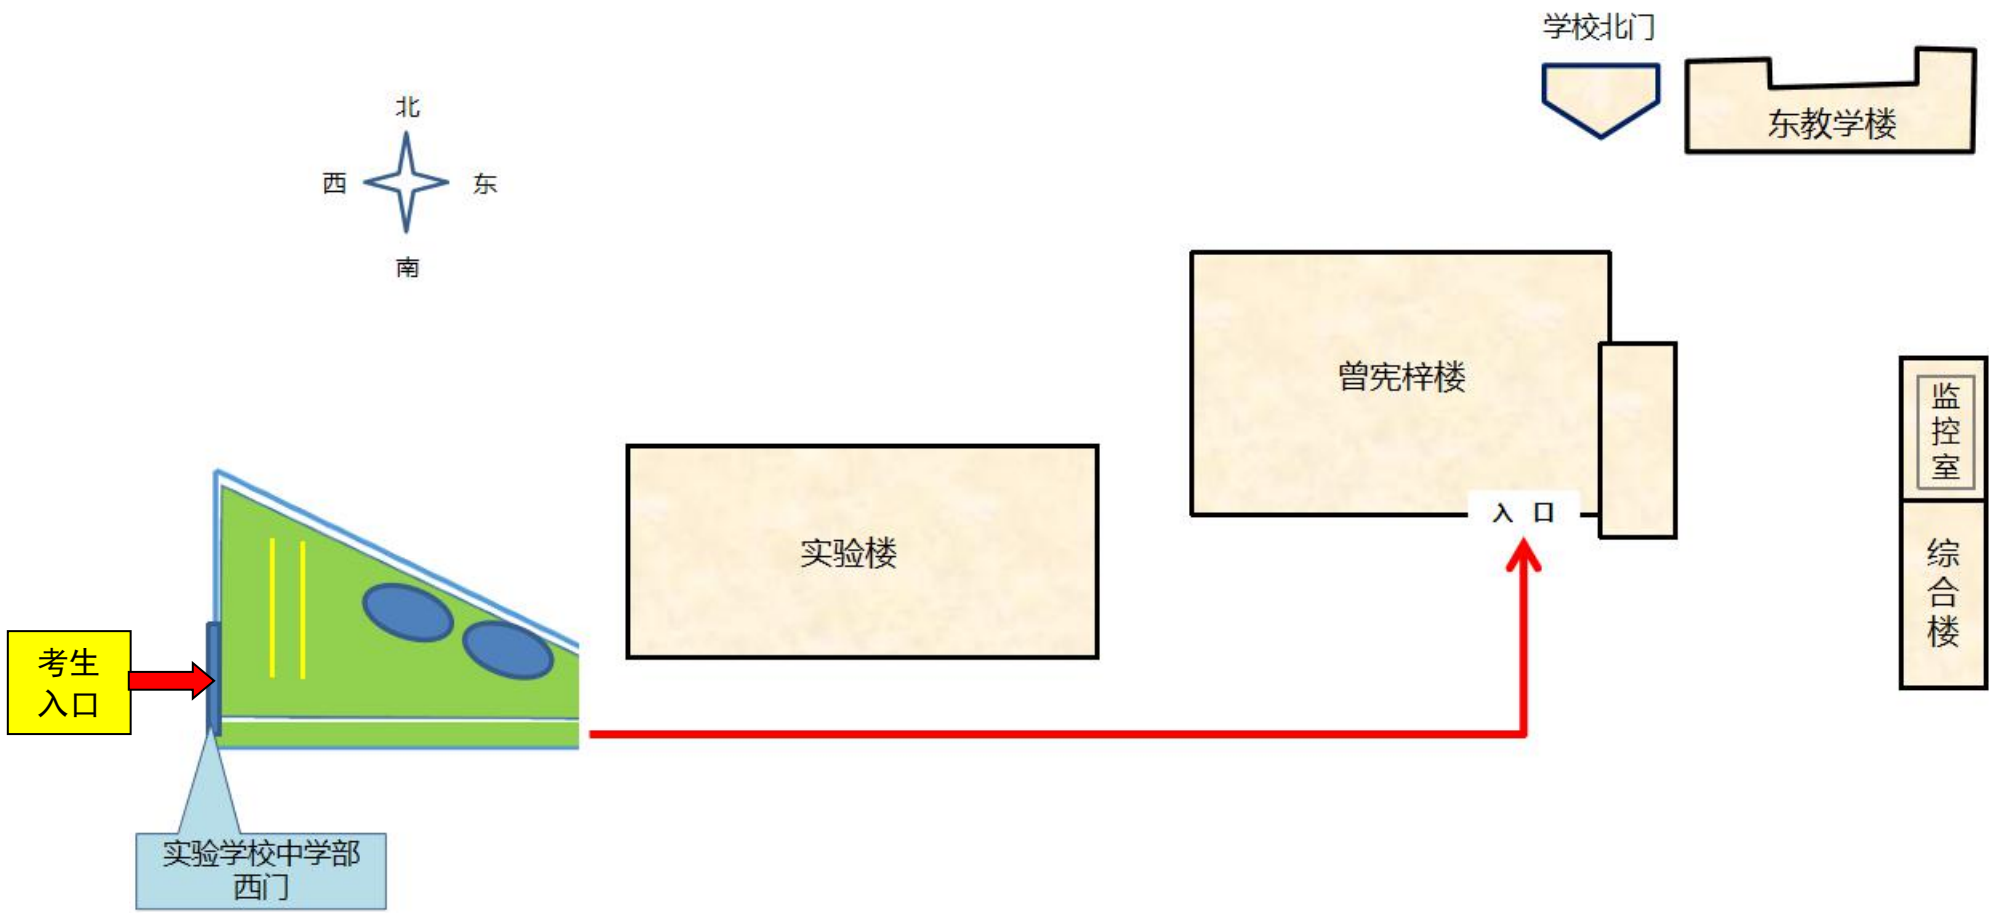 学校北门
东教学楼
北
西
东
南
曾宪梓楼
入 口
监
控
室
综
合
楼
实验楼
考生
入口
实验学校中学部
西门